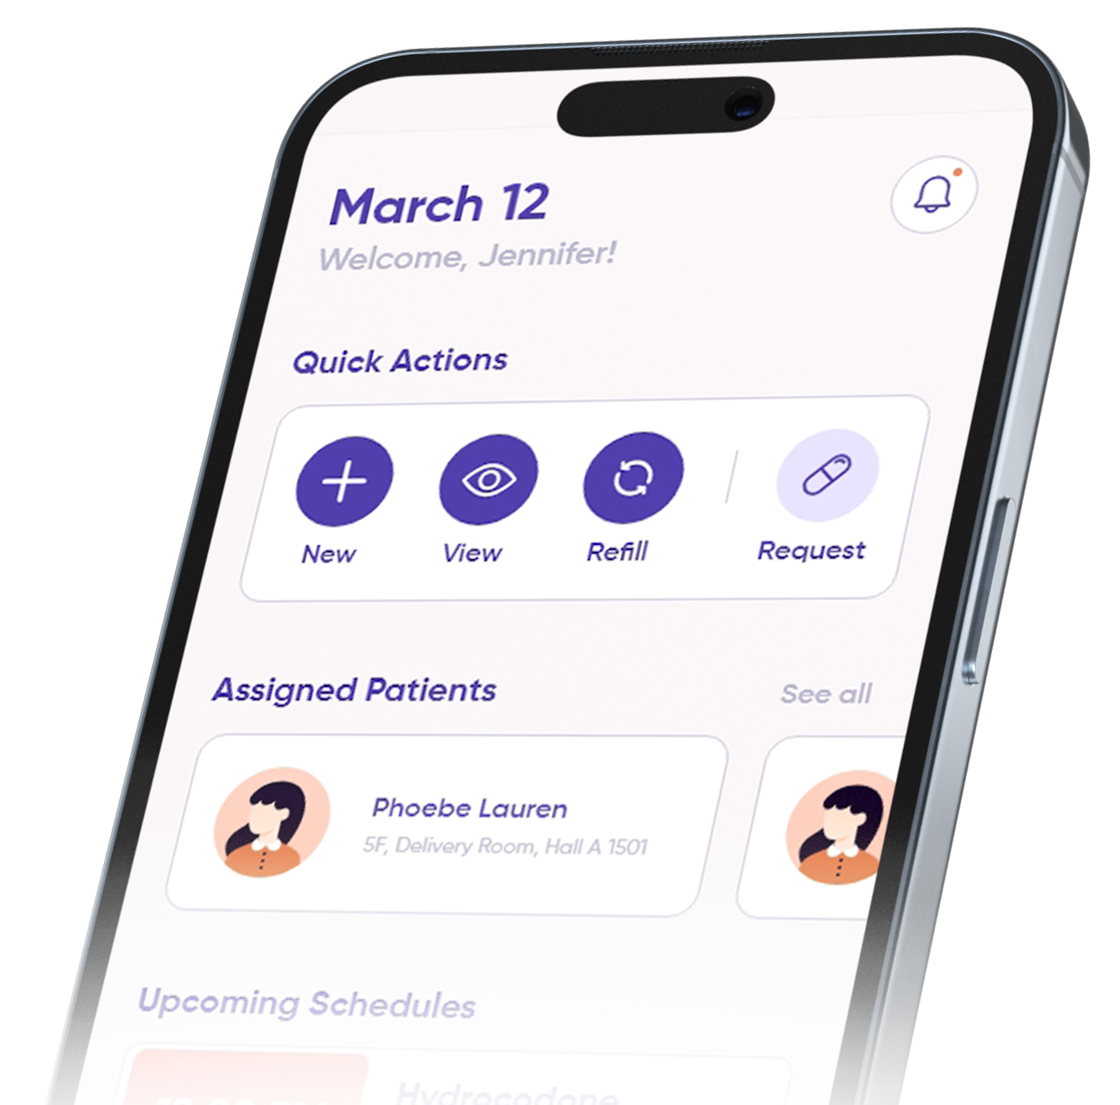 March 12
Welcome, Jennifer!
Quick Actions
New
View
Refill
Request
Assigned Patients
See all
Phoebe Lauren
5F, Delivery Room, Hall A 1501
Upcoming Schedules
Hydrocodone